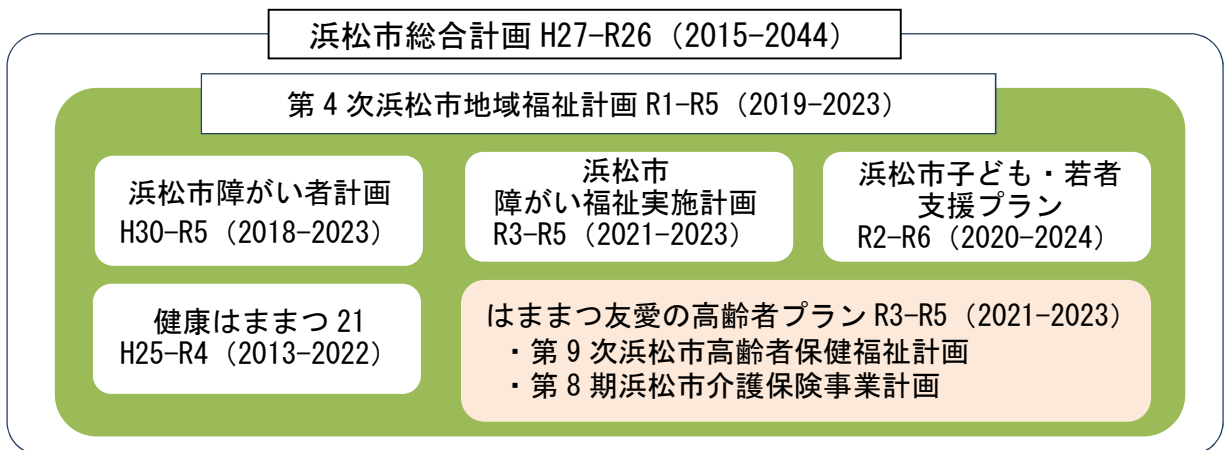 浜松市総合計画 H27-R26（2015-2044）
第４次浜松市地域福祉計画 R1-R5（2019-2023）
浜松市障がい者計画
H30-R5（2018-2023）
浜松市
障がい福祉実施計画
R3-R5（2021-2023）
浜松市子ども・若者
支援プラン
R2-R6（2020-2024）
健康はままつ 21
H25-R4（2013-2022）
はままつ友愛の高齢者プラン R3-R5（2021-2023）
・第９次浜松市高齢者保健福祉計画
・第８期浜松市介護保険事業計画